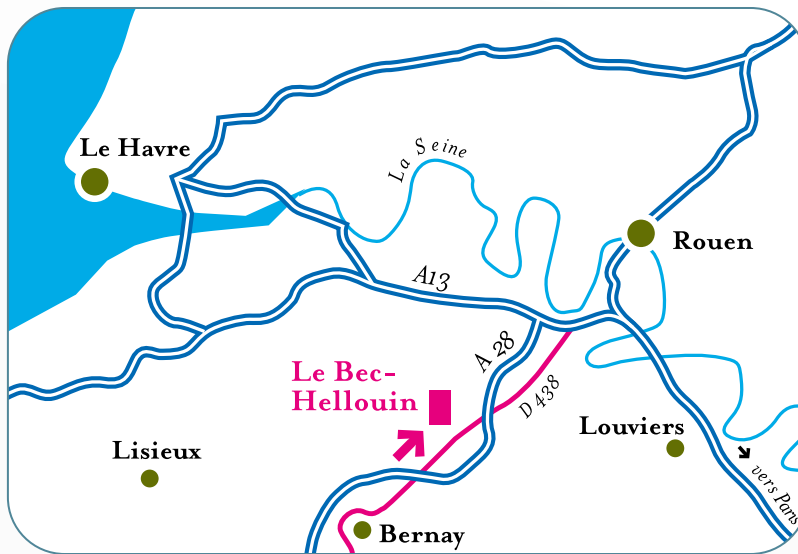 Le Havre
La Seine
Rouen
A13
A 28
Le Bec-
Hellouin
D 438
Louviers
Lisieux
vers Paris
Bernay